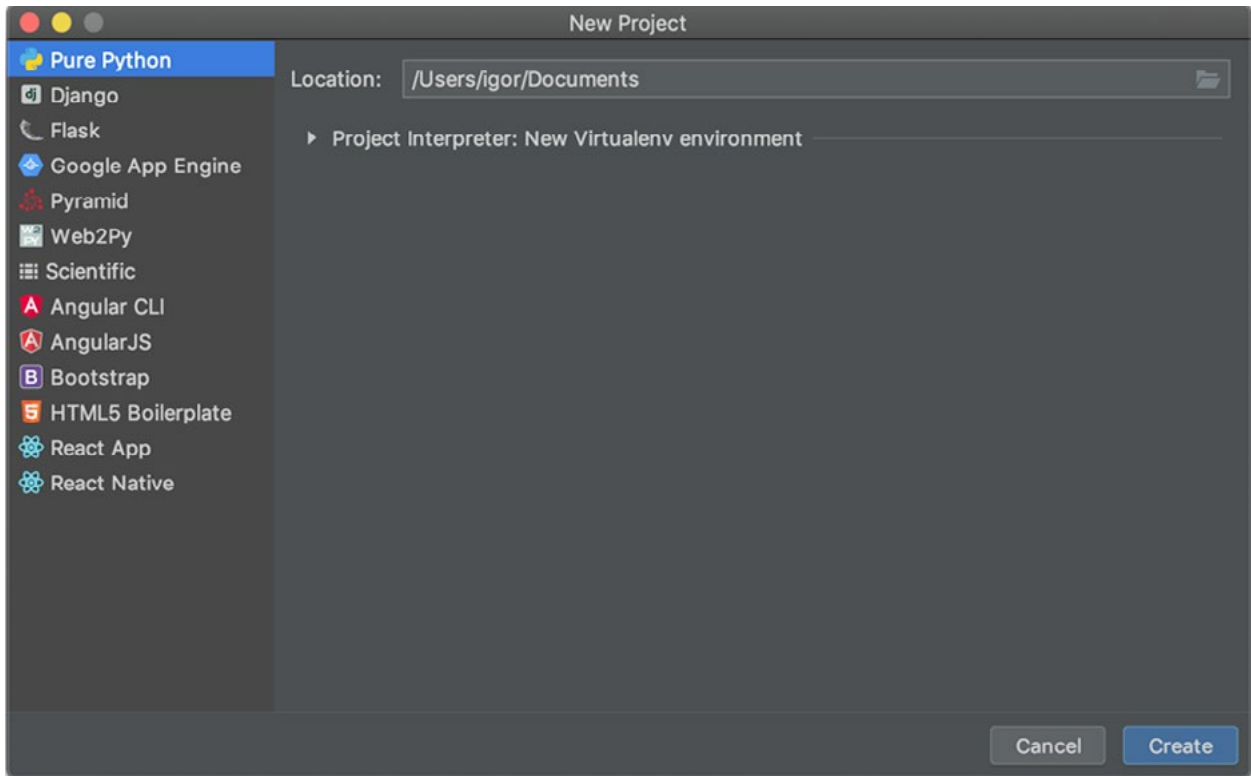 New Project
Pure Python
Django
Flask
Google App Engine
Pyramid
Web2Py
Scientific
Angular CLI
AngularJS
Bootstrap
HTML5 Boilerplate
React App
React Native
Location: /Users/igor/Documents
Project Interpreter: New Virtualenv environment
Cancel Create